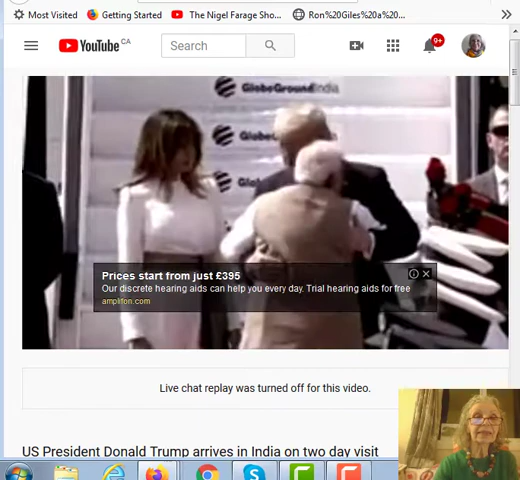 Most Visited Getting Started The Nigel Farage Sho... Ron%20Giles%20a%20...
YouTube CA
Search
9+
GlobeGroundIndia
Prices start from just £395
Our discrete hearing aids can help you every day. Trial hearing aids for free
amplifon.com
Live chat replay was turned off for this video.
US President Donald Trump arrives in India on two day visit